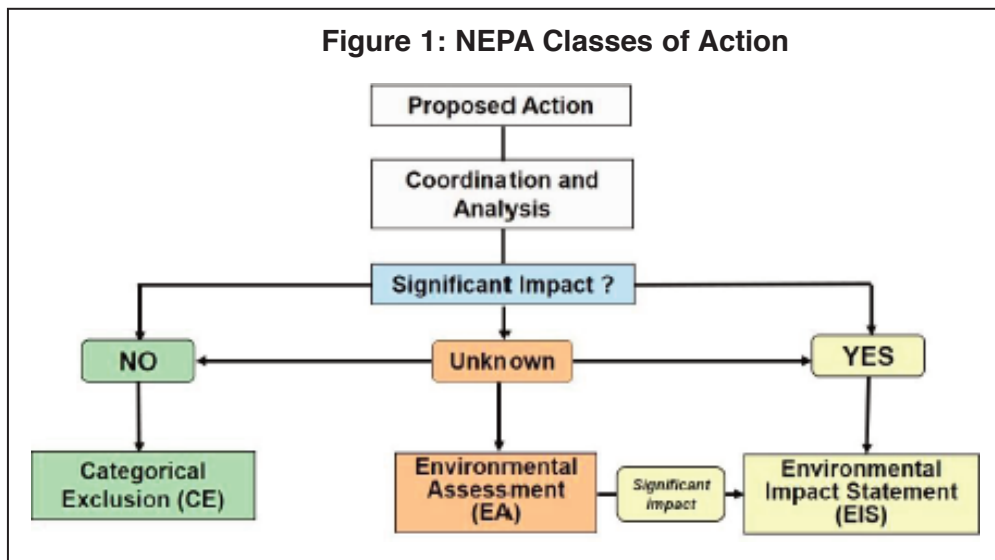 Figure 1: NEPA Classes of Action
Proposed Action
Coordination and
Analysis
Significant Impact ?
NO
Unknown
YES
Categorical
Exclusion (CE)
Environmental
Assessment
(EA)
Significant
impact
Environmental
Impact Statement
(EIS)